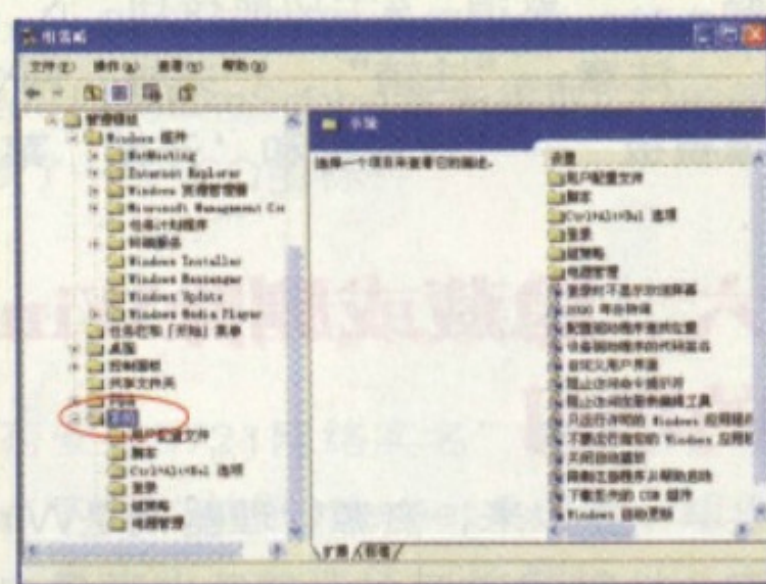 组策略
文件(F) 操作(A) 查看(V) 帮助(H)
管理模板
Windows 组件
NetMeeting
Internet Explorer
Windows 资源管理器
Microsoft Management Con
任务计划程序
终端服务
Windows Installer
Windows Messenger
Windows Update
Windows Media Player
任务栏和「开始」菜单
桌面
控制面板
共享文件夹
网络
系统
用户配置文件
脚本
Ctrl+Alt+Del 选项
登录
组策略
电源管理
系统
选择一个项目来查看它的描述。
设置
用户配置文件
脚本
Ctrl+Alt+Del 选项
登录
组策略
电源管理
登录时不显示欢迎屏幕
2000 年份转译
配置驱动程序查找位置
设备驱动程序的代码签名
自定义用户界面
阻止访问命令提示符
阻止访问注册表编辑工具
只运行许可的 Windows 应用程序
不要运行指定的 Windows 应用程
关闭自动播放
限制这些程序从帮助启动
下载丢失的 COM 组件
Windows 自动更新
扩展 标准